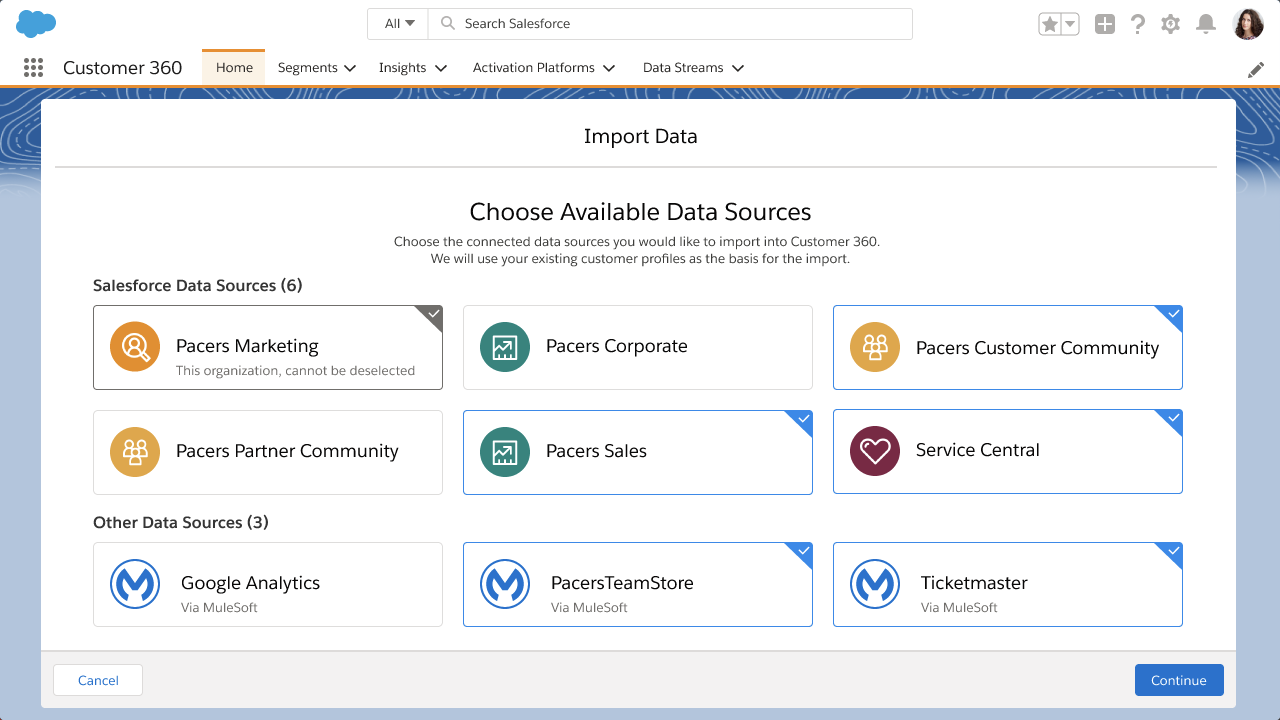 All
Search Salesforce
Customer 360
Home
Segments
Insights
Activation Platforms
Data Streams
Import Data
Choose Available Data Sources
Choose the connected data sources you would like to import into Customer 360.
We will use your existing customer profiles as the basis for the import.
Salesforce Data Sources (6)
Pacers Marketing
This organization, cannot be deselected
Pacers Corporate
Pacers Customer Community
Pacers Partner Community
Pacers Sales
Service Central
Other Data Sources (3)
Google Analytics
Via MuleSoft
PacersTeamStore
Via MuleSoft
Ticketmaster
Via MuleSoft
Cancel
Continue